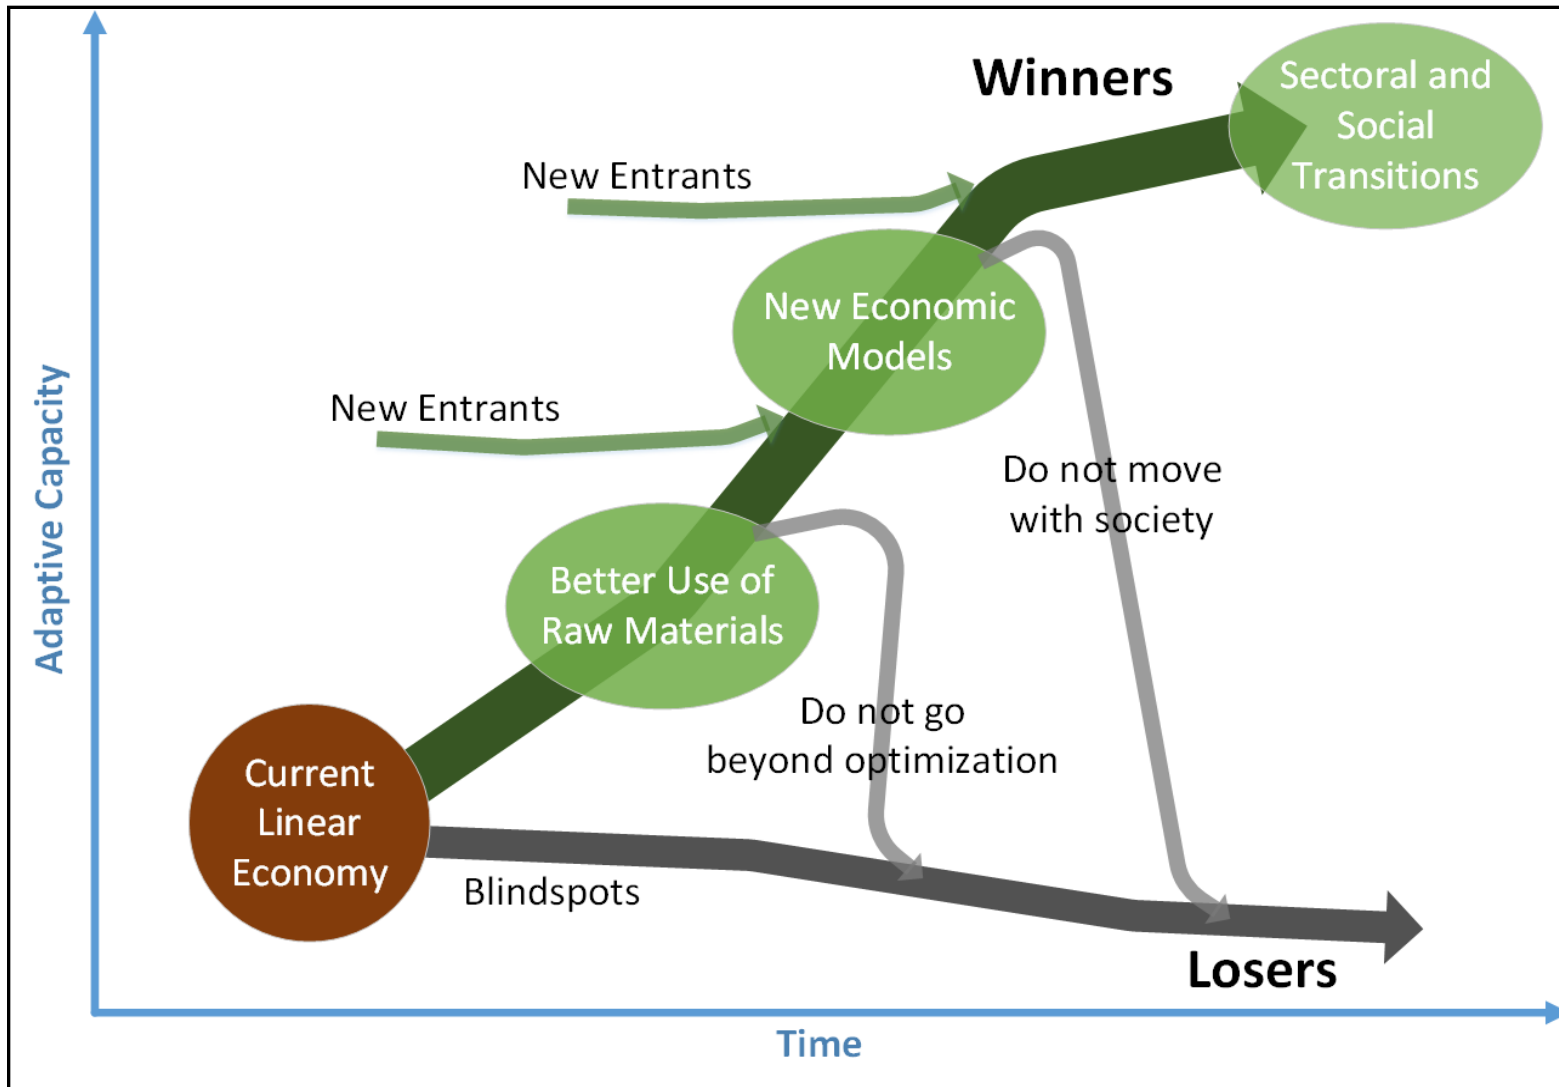 Winners
Sectoral and
Social
Transitions
New Entrants
New Economic
Models
New Entrants
Do not move
with society
Better Use of
Raw Materials
Do not go
beyond optimization
Current
Linear
Economy
Blindspots
Losers
Adaptive Capacity
Time